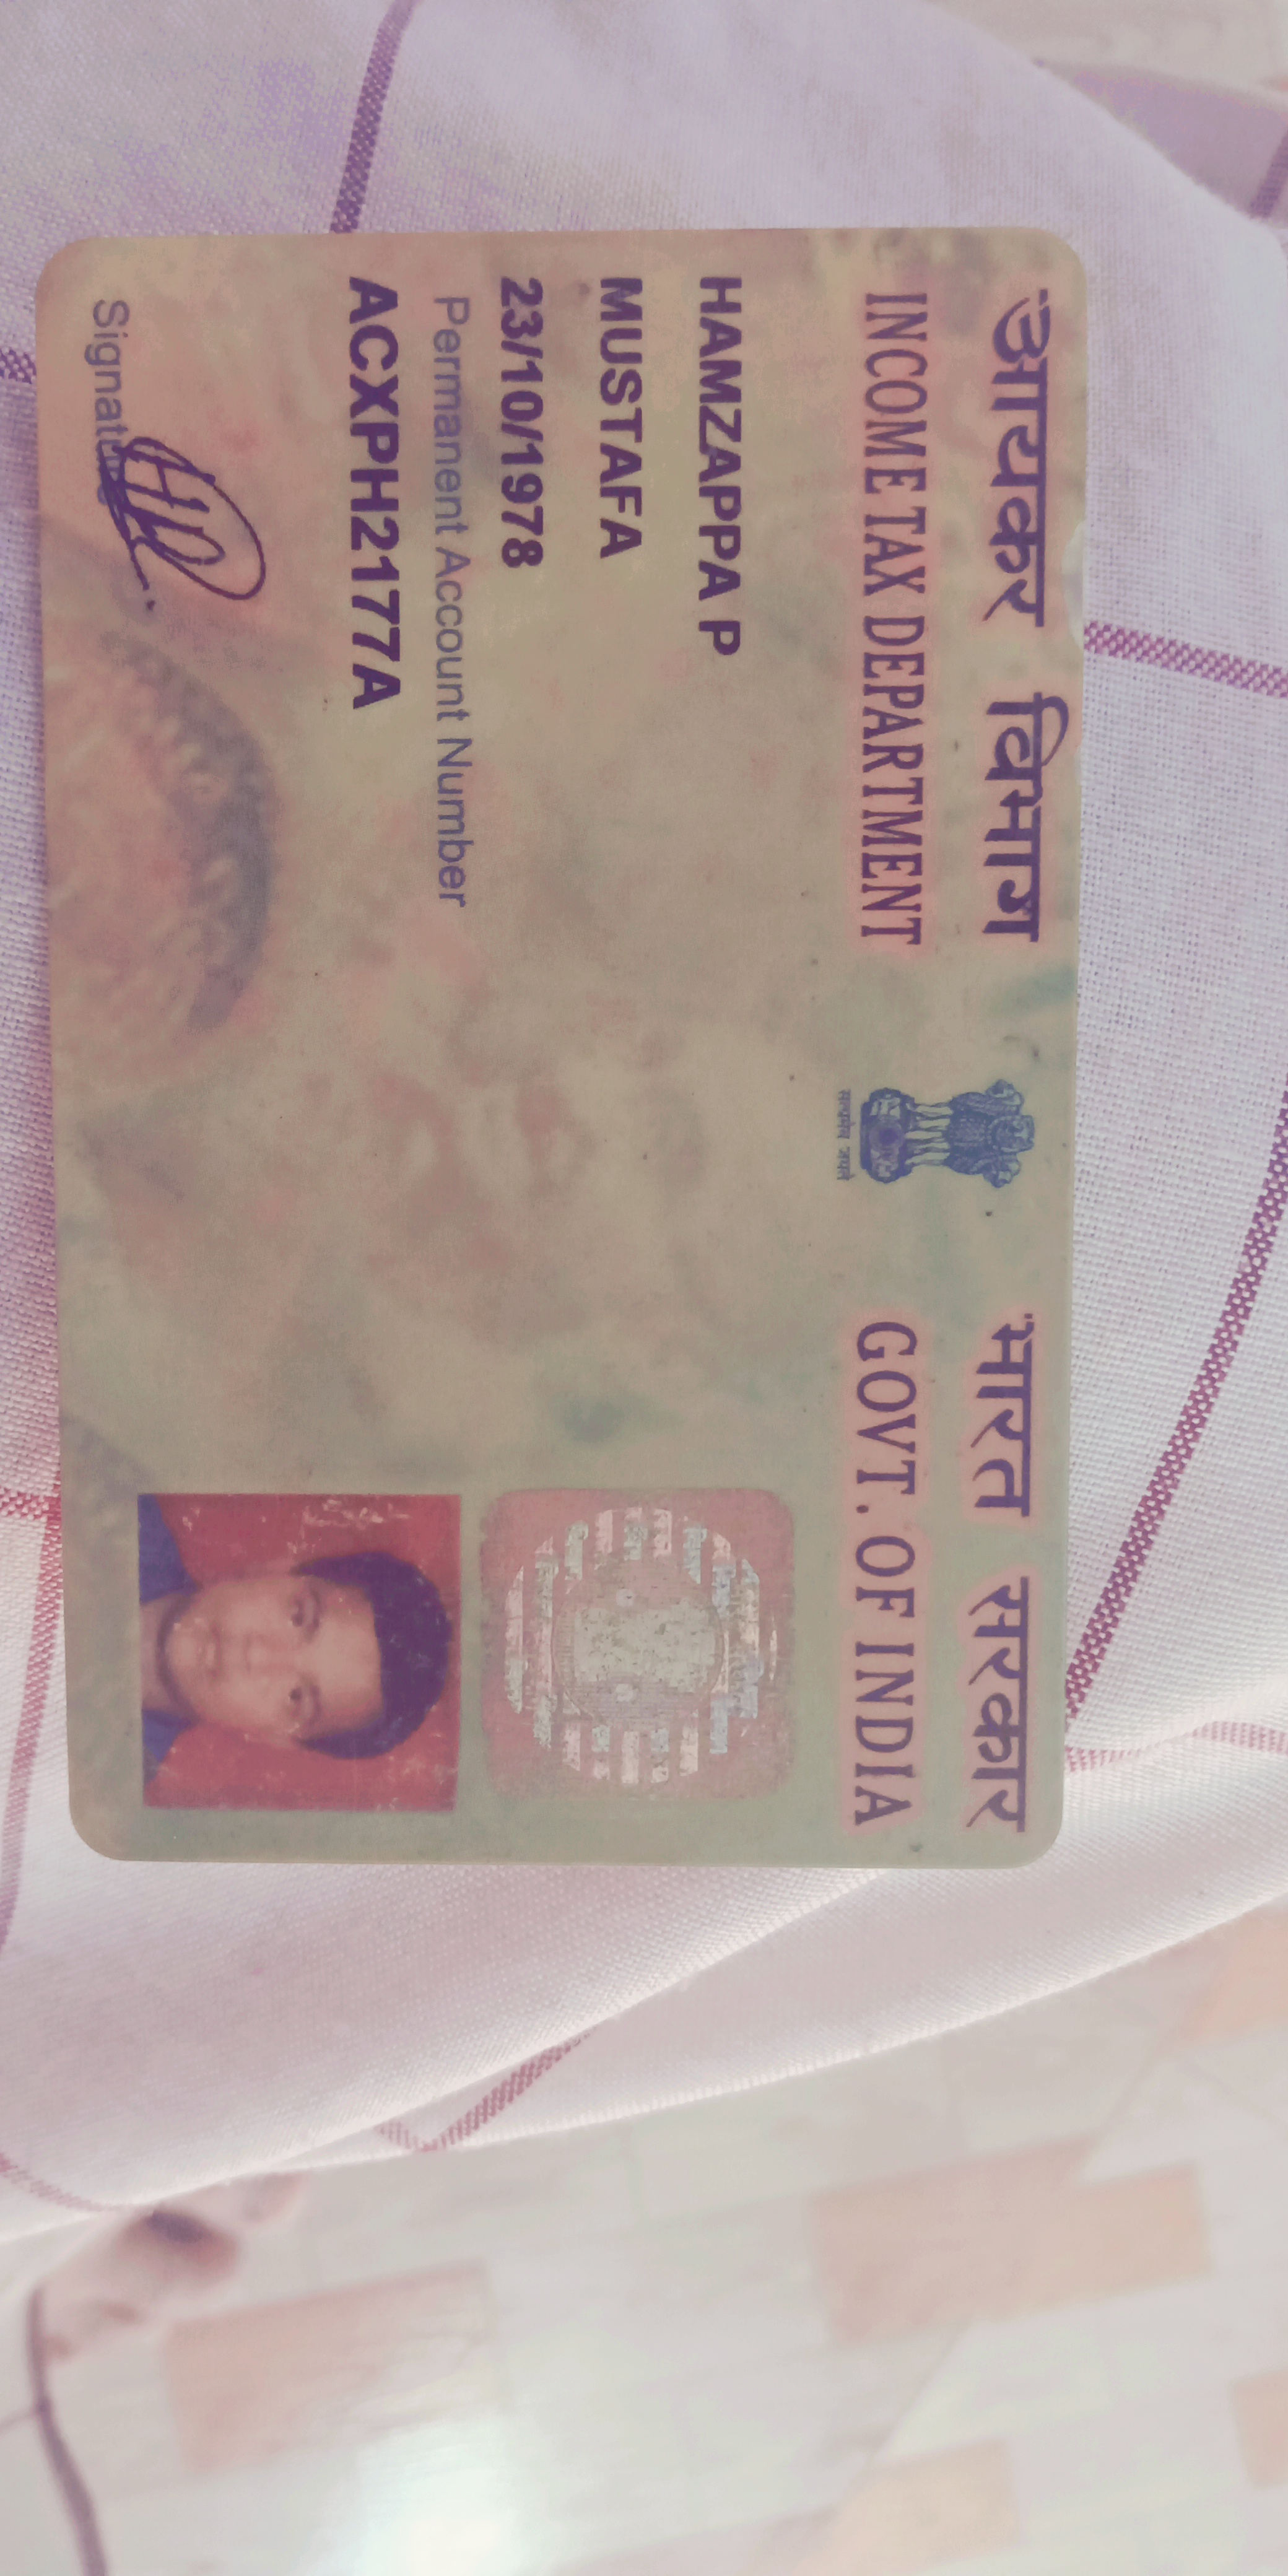 आयकर विभाग
INCOME TAX DEPARTMENT
सत्यमेव जयते
भारत सरकार
GOVT. OF INDIA
HAMZAPPA P
MUSTAFA
23/10/1978
Permanent Account Number
ACXPH2177A
Signature